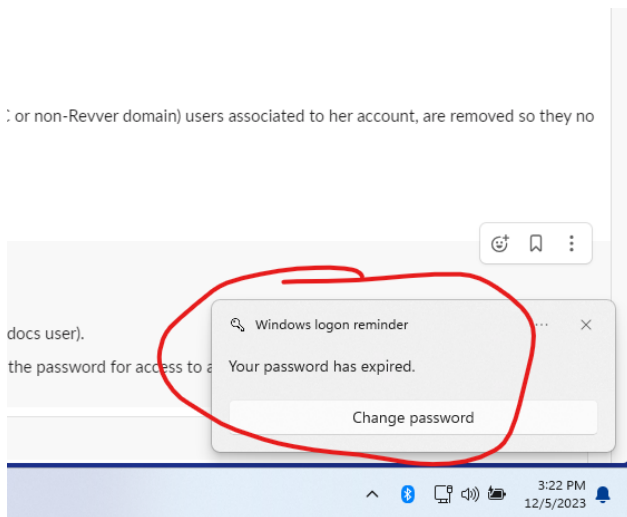 C or non-Revver domain) users associated to her account, are removed so they no
docs user).
the password for access to a
Windows logon reminder
Your password has expired.
Change password
3:22 PM
12/5/2023